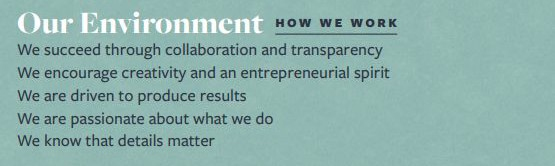 Our Environment HOW WE WORK
We succeed through collaboration and transparency
We encourage creativity and an entrepreneurial spirit
We are driven to produce results
We are passionate about what we do
We know that details matter